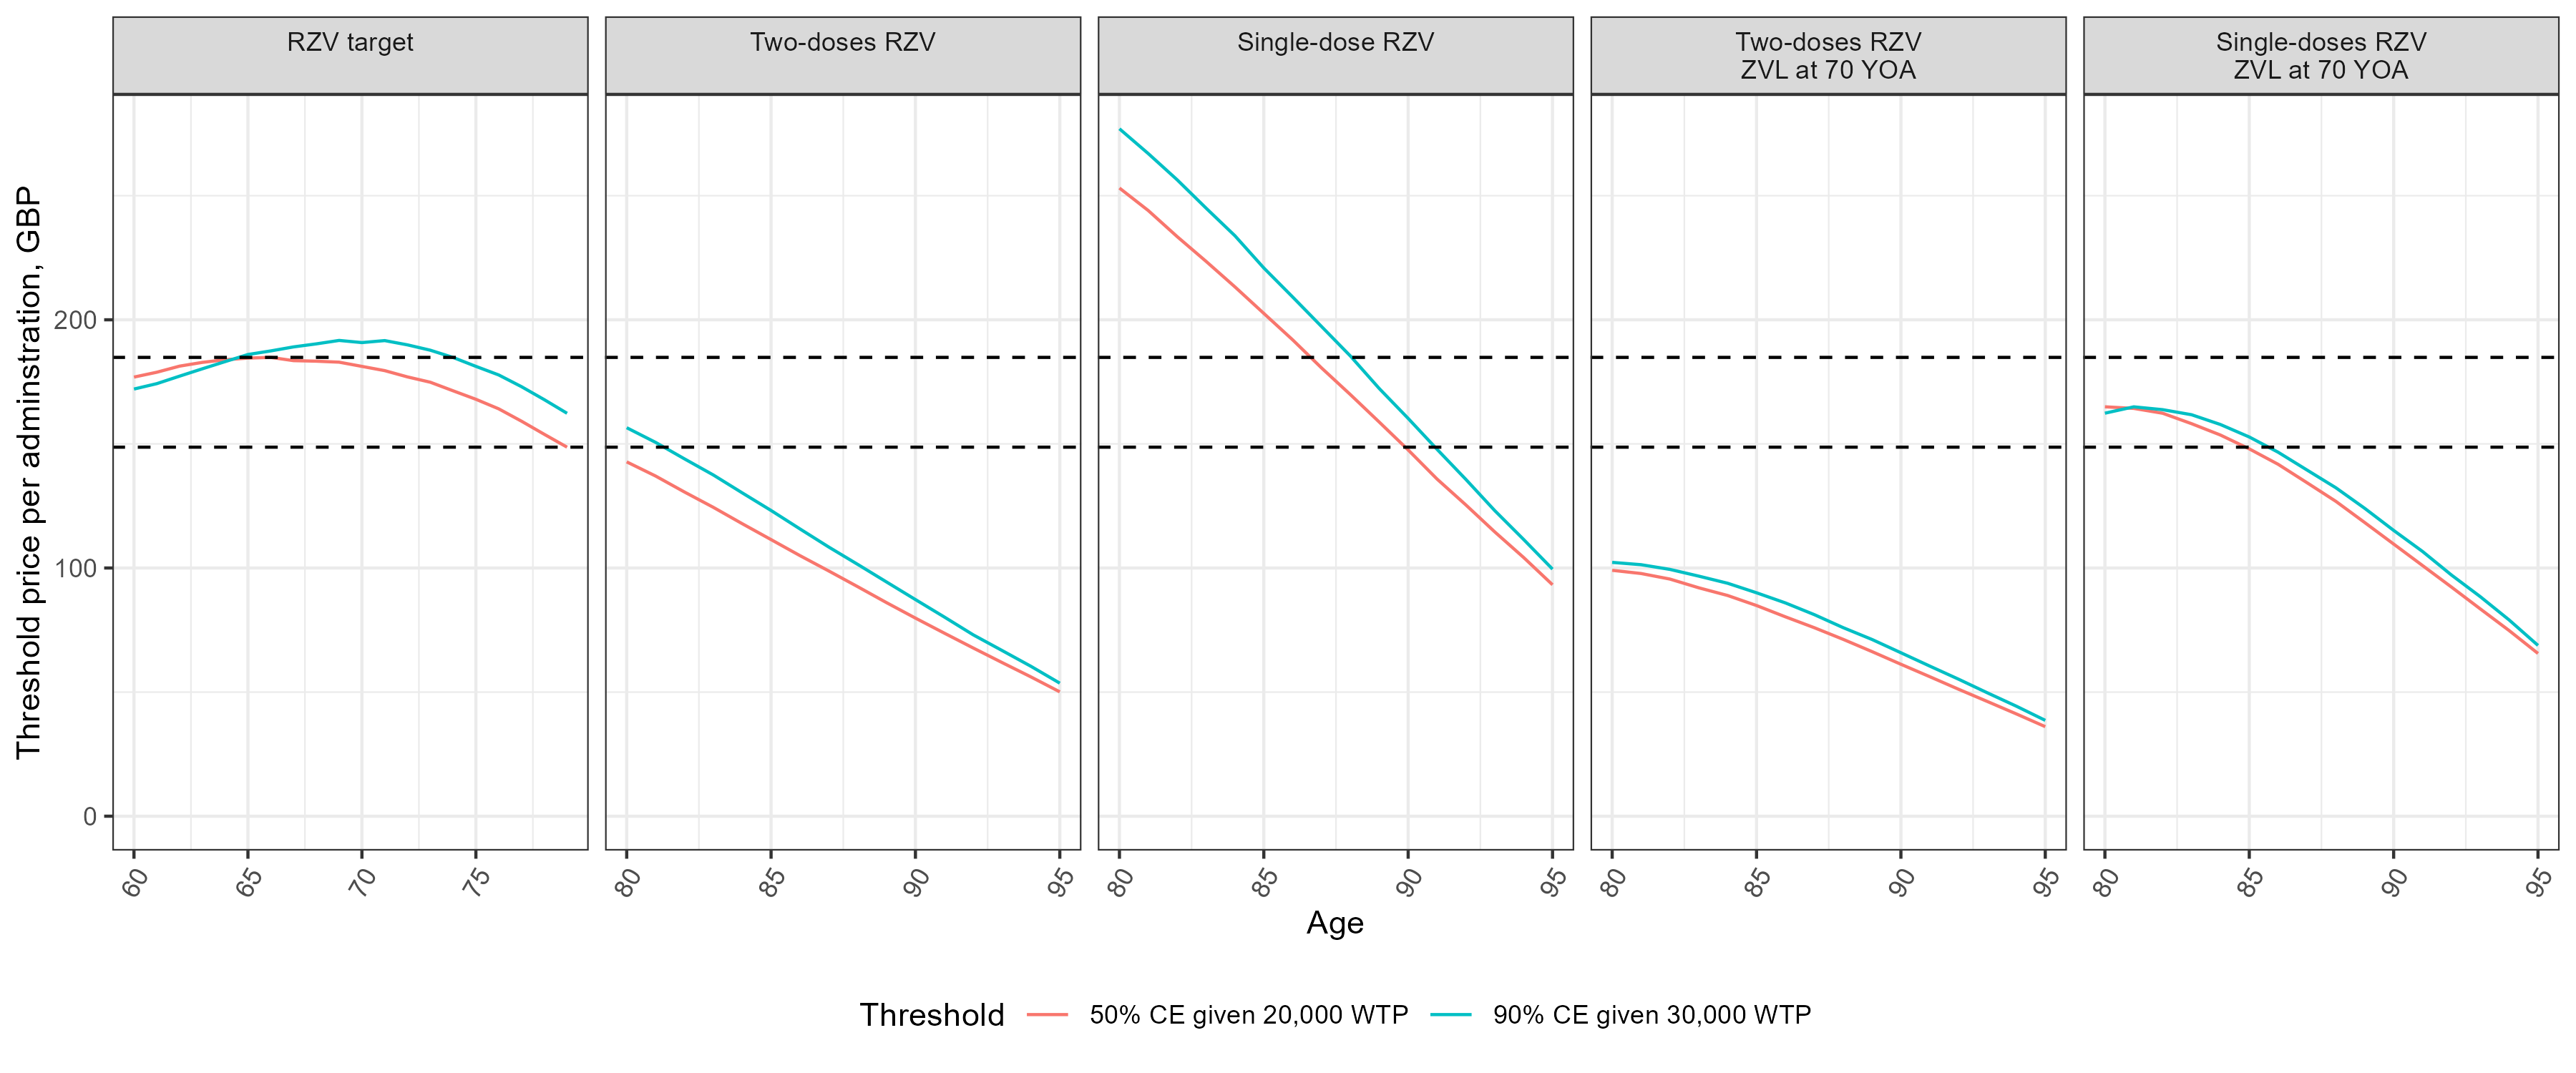 RZV target
Two-doses RZV
Single-dose RZV
Two-doses RZV
ZVL at 70 YOA
Single-doses RZV
ZVL at 70 YOA
Threshold price per adminstration, GBP
200
100
0
60 65 70 75
80 85 90 95
80 85 90 95
80 85 90 95
80 85 90 95
Age
Threshold 50% CE given 20,000 WTP 90% CE given 30,000 WTP